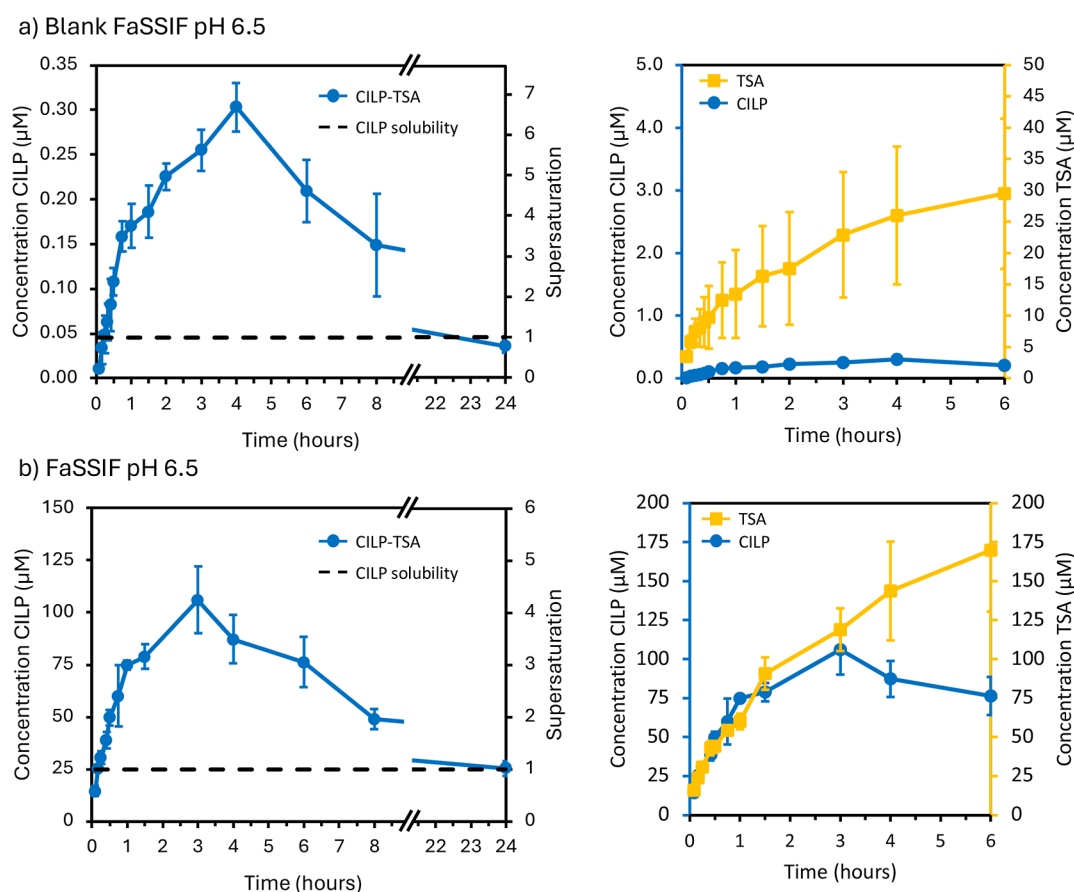 a) Blank FaSSIF pH 6.5
Concentration CILP (µM)
0.35
0.30
0.25
0.20
0.15
0.10
0.05
0.00
CILP-TSA
CILP solubility
7
6
5
4
3
2
1
0
Supersaturation
0 1 2 3 4 5 6 7 8 22 23 24
Time (hours)
Concentration CILP (µM)
5.0
4.0
3.0
2.0
1.0
0.0
TSA
CILP
50
45
40
35
30
25
20
15
10
5
0
Concentration TSA (µM)
0 1 2 3 4 5 6
Time (hours)
b) FaSSIF pH 6.5
Concentration CILP (µM)
150
125
100
75
50
25
0
CILP-TSA
CILP solubility
6
5
4
3
2
1
0
Supersaturation
0 1 2 3 4 5 6 7 8 22 23 24
Time (hours)
Concentration CILP (µM)
200
175
150
125
100
75
50
25
0
TSA
CILP
200
175
150
125
100
75
50
25
0
Concentration TSA (µM)
0 1 2 3 4 5 6
Time (hours)